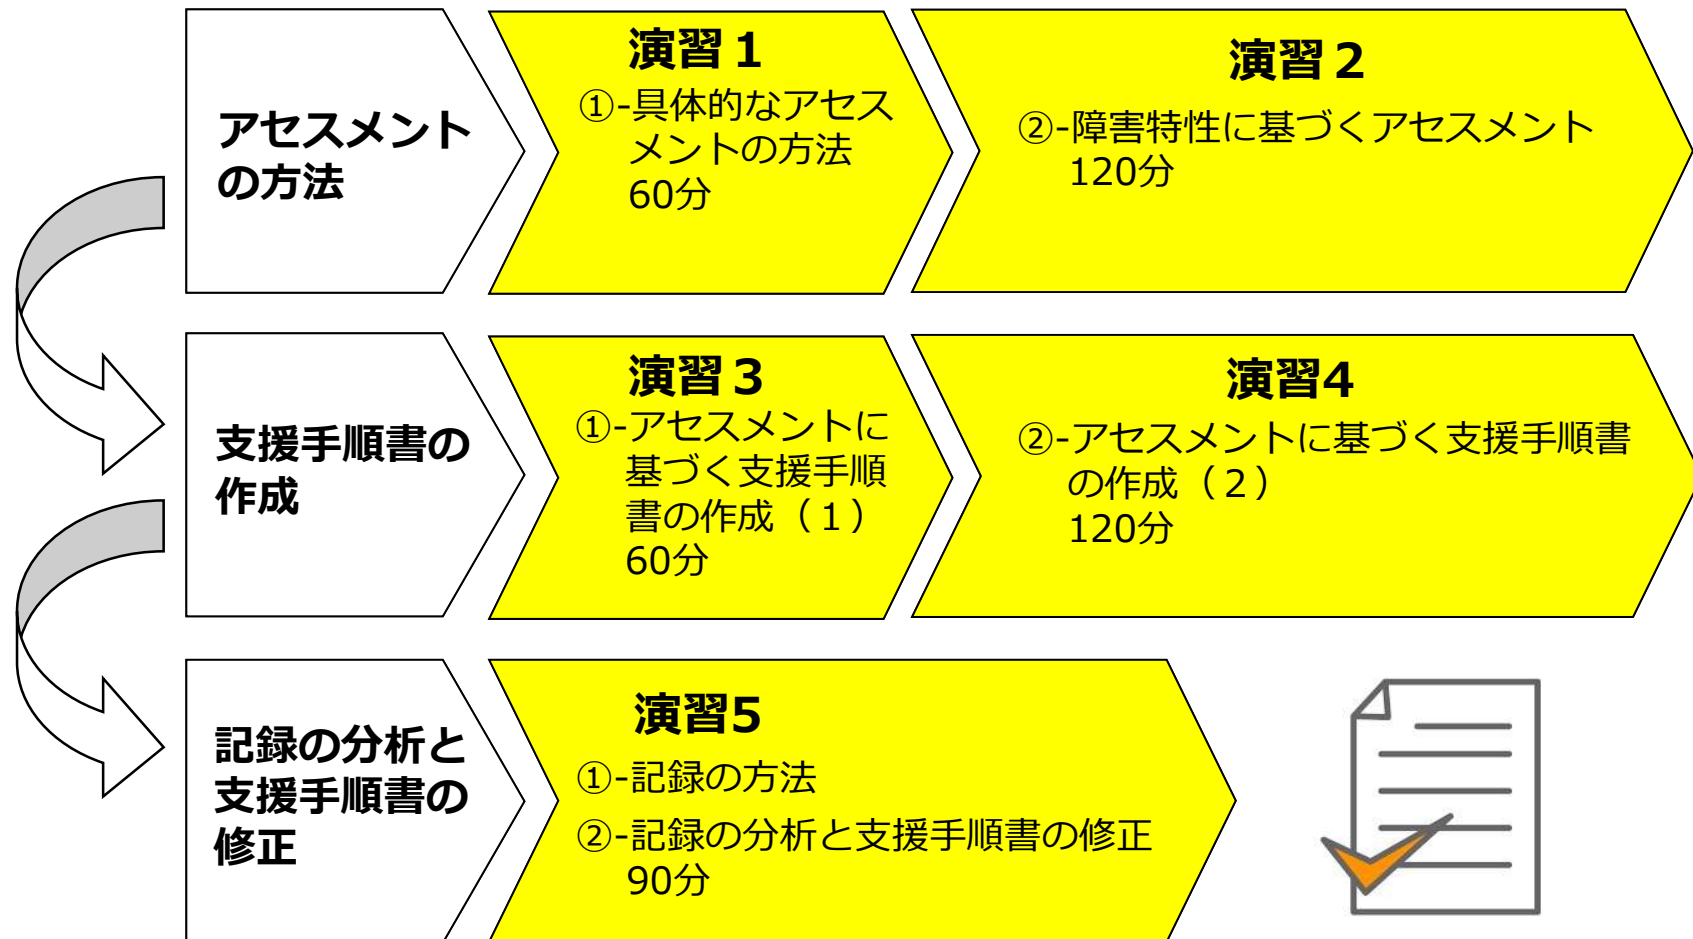 アセスメント
の方法
演習１
①-具体的なアセス
メントの方法
60分
演習２
②-障害特性に基づくアセスメント
120分
支援手順書の
作成
演習３
①-アセスメントに
基づく支援手順
書の作成（１）
60分
演習4
②-アセスメントに基づく支援手順書
の作成（２）
120分
記録の分析と
支援手順書の
修正
演習5
①-記録の方法
②-記録の分析と支援手順書の修正
90分